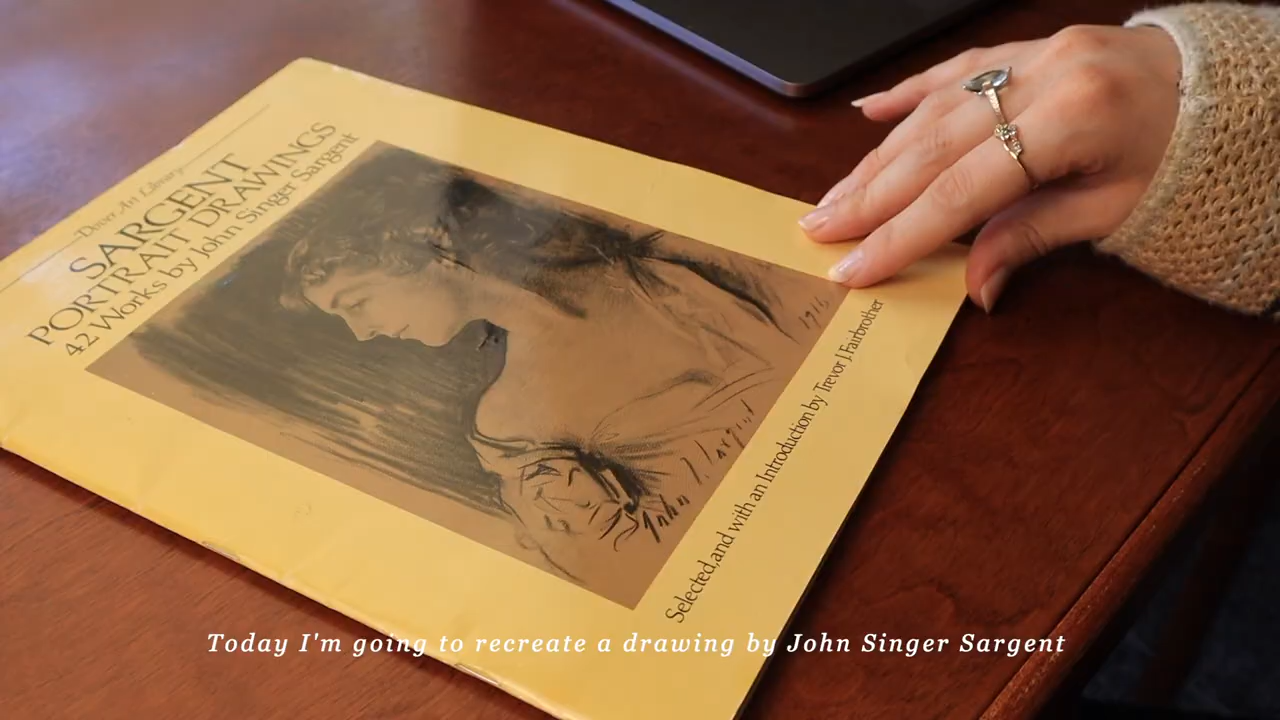 Dover Art Library
SARGENT
PORTRAIT DRAWINGS
42 Works by John Singer Sargent
1916
John S. Sargent
Selected, and with an Introduction by Trevor J. Fairbrother
Today I'm going to recreate a drawing by John Singer Sargent